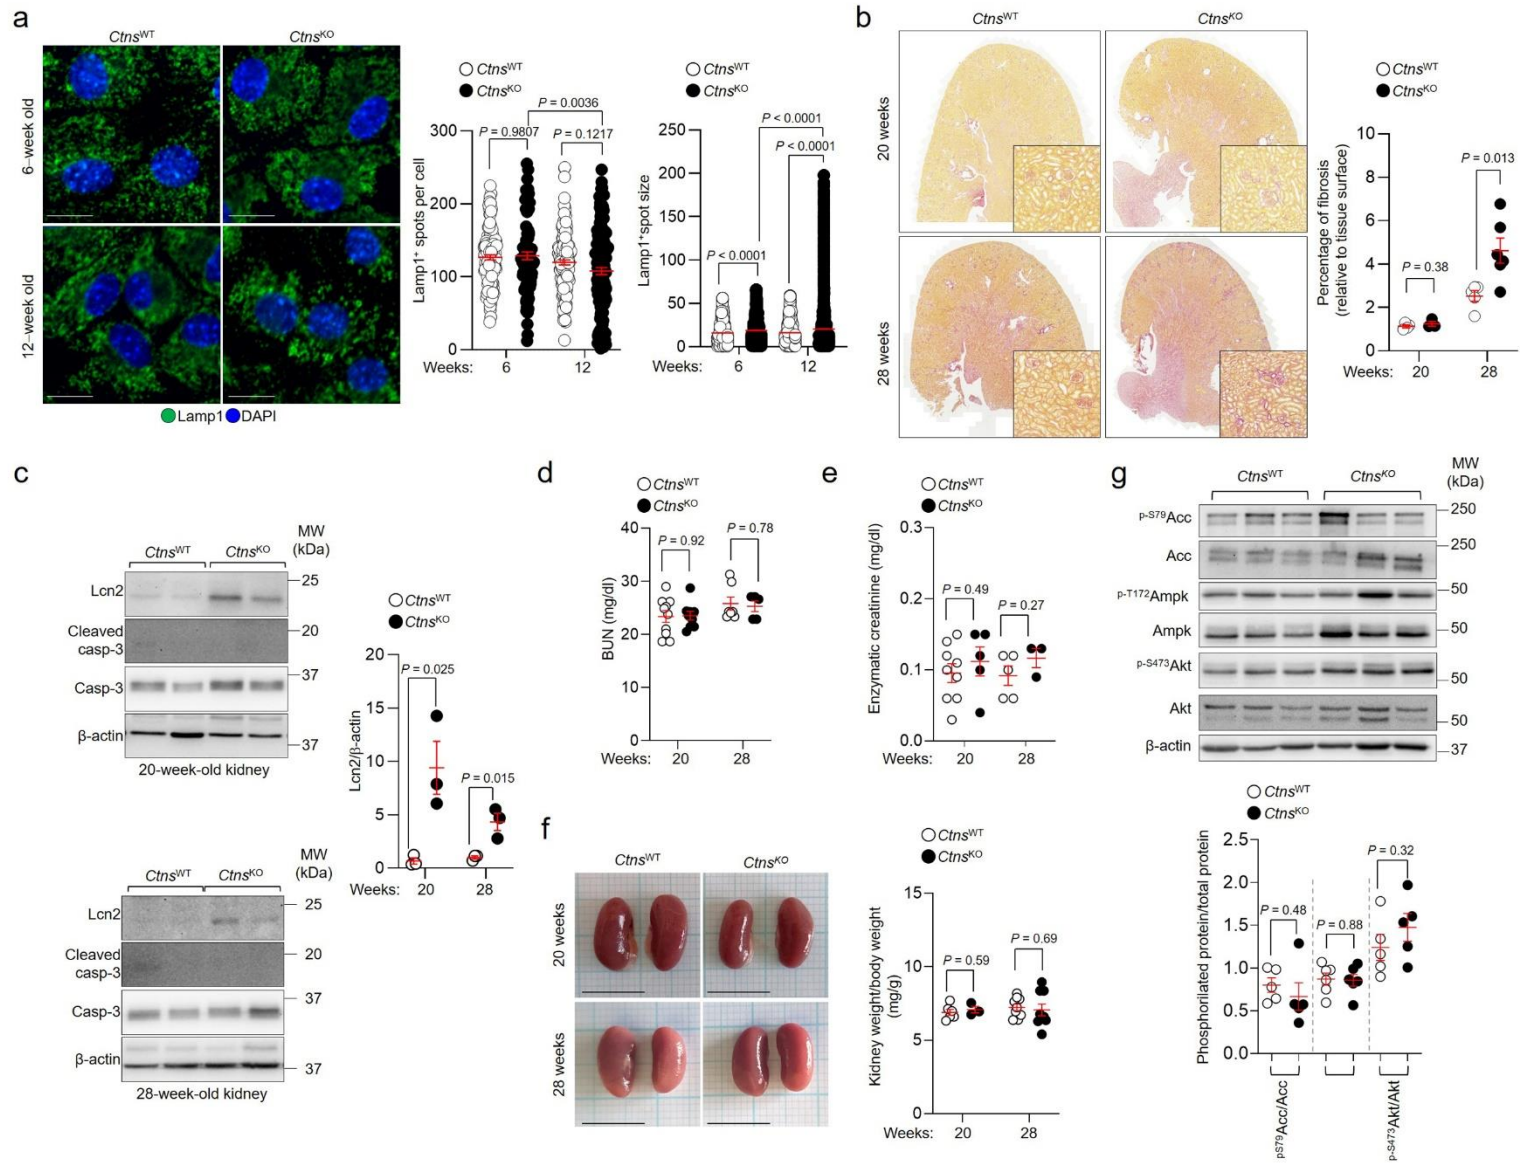 a
Ctns^WT
Ctns^KO
6–week old
12–week old
Lamp1 DAPI
Ctns^WT
Ctns^KO
P = 0.0036
P = 0.9807
P = 0.1217
Lamp1+ spots per cell
300
200
100
0
Weeks: 6 12
Ctns^WT
Ctns^KO
P < 0.0001
P < 0.0001
P < 0.0001
Lamp1+spot size
250
200
150
100
50
0
Weeks: 6 12
b
Ctns^WT
Ctns^KO
20 weeks
28 weeks
Ctns^WT
Ctns^KO
P = 0.013
P = 0.38
Percentage of fibrosis
(relative to tissue surface)
10
8
6
4
2
0
Weeks: 20 28
c
MW
(kDa)
Ctns^WT
Ctns^KO
Lcn2
25
Cleaved
casp-3
20
Casp-3
37
β-actin
37
20-week-old kidney
MW
(kDa)
Ctns^WT
Ctns^KO
Lcn2
25
Cleaved
casp-3
20
Casp-3
37
β-actin
37
28-week-old kidney
Ctns^WT
Ctns^KO
P = 0.025
P = 0.015
Lcn2/β-actin
20
15
10
5
0
Weeks: 20 28
d
Ctns^WT
Ctns^KO
P = 0.92
P = 0.78
BUN (mg/dl)
40
30
20
10
0
Weeks: 20 28
e
Ctns^WT
Ctns^KO
P = 0.49
P = 0.27
Enzymatic creatinine (mg/dl)
0.3
0.2
0.1
0.0
Weeks: 20 28
f
Ctns^WT
Ctns^KO
20 weeks
28 weeks
Ctns^WT
Ctns^KO
P = 0.59
P = 0.69
Kidney weight/body weight
(mg/g)
15
10
5
0
Weeks: 20 28
g
Ctns^WT
Ctns^KO
MW
(kDa)
p-S79Acc
250
Acc
250
p-T172Ampk
50
Ampk
50
p-S473Akt
50
Akt
50
β-actin
37
Ctns^WT
Ctns^KO
P = 0.48
P = 0.88
P = 0.32
Phosphorilated protein/total protein
2.5
2.0
1.5
1.0
0.5
0.0
pS79Acc/Acc
p-S473Akt/Akt